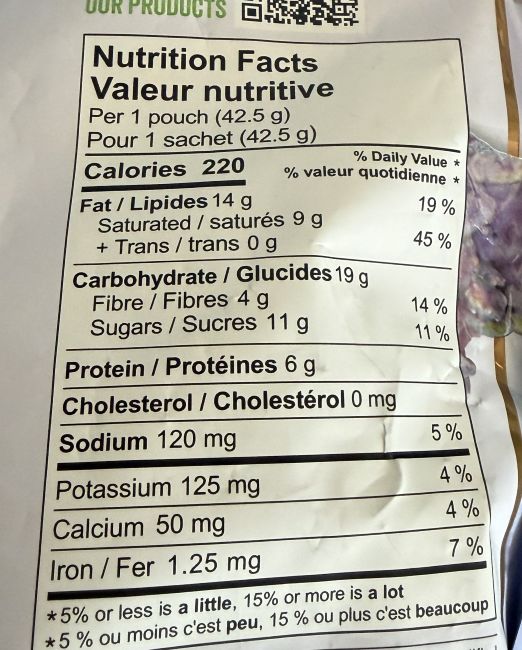 OUR PRODUCTS
Nutrition Facts
Valeur nutritive
Per 1 pouch (42.5 g)
Pour 1 sachet (42.5 g)
Calories 220
% Daily Value *
% valeur quotidienne *
Fat / Lipides 14 g 19 %
Saturated / saturés 9 g
+ Trans / trans 0 g 45 %
Carbohydrate / Glucides 19 g
Fibre / Fibres 4 g 14 %
Sugars / Sucres 11 g 11 %
Protein / Protéines 6 g
Cholesterol / Cholestérol 0 mg
Sodium 120 mg 5 %
Potassium 125 mg 4 %
Calcium 50 mg 4 %
Iron / Fer 1.25 mg 7 %
*5% or less is a little, 15% or more is a lot
*5 % ou moins c'est peu, 15 % ou plus c'est beaucoup